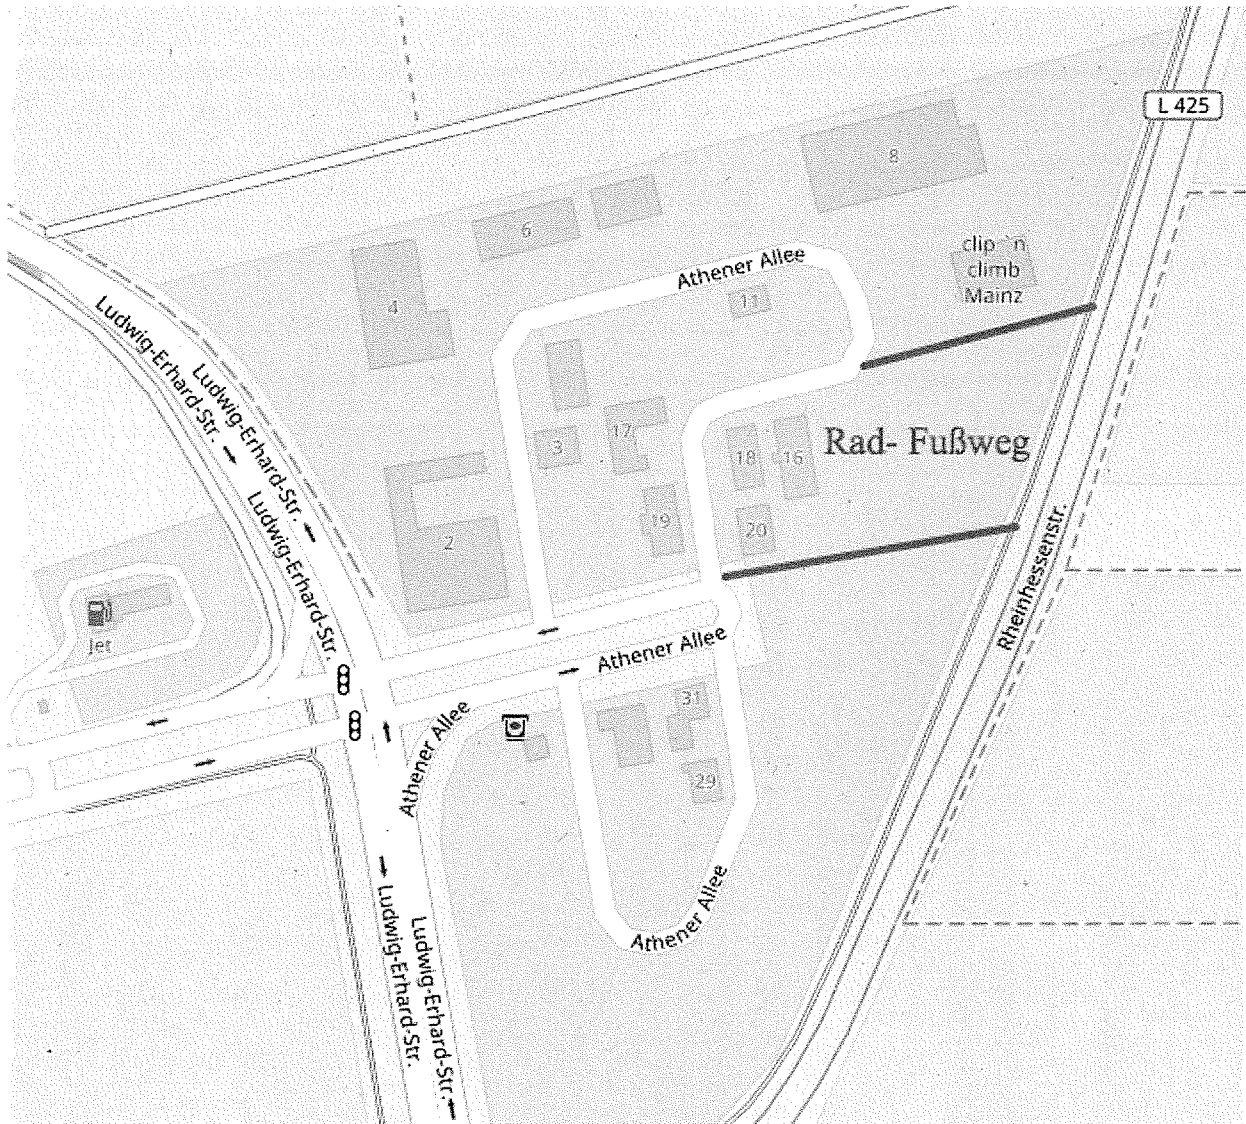 L 425
8
6
clip 'n
climb
Mainz
Athener Allee
4
11
Ludwig-Erhard-Str.
Ludwig-Erhard-Str.
17
3
Rad- Fußweg
18
16
Ludwig-Erhard-Str.
19
20
2
Rheinhessenstr.
Jet
Athener Allee
31
Athener Allee
29
Athener Allee
Ludwig-Erhard-Str.
Ludwig-Erhard-Str.